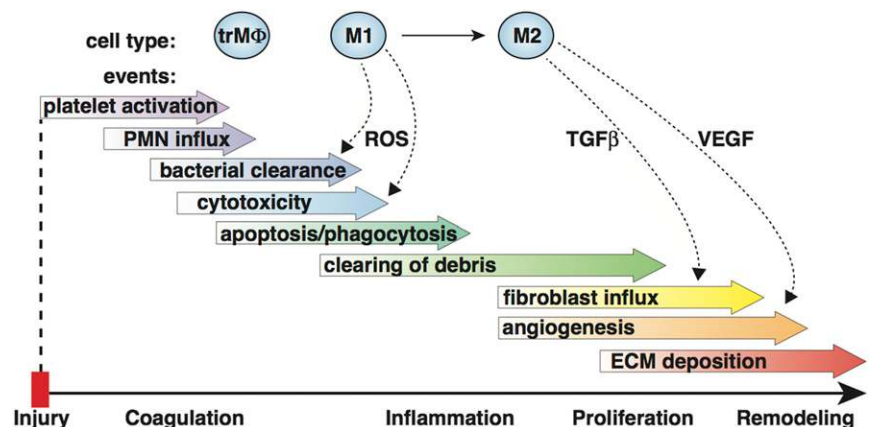 cell type: trMΦ M1 M2
events:
platelet activation
PMN influx
ROS TGFβ VEGF
bacterial clearance
cytotoxicity
apoptosis/phagocytosis
clearing of debris
fibroblast influx
angiogenesis
ECM deposition
Injury Coagulation Inflammation Proliferation Remodeling